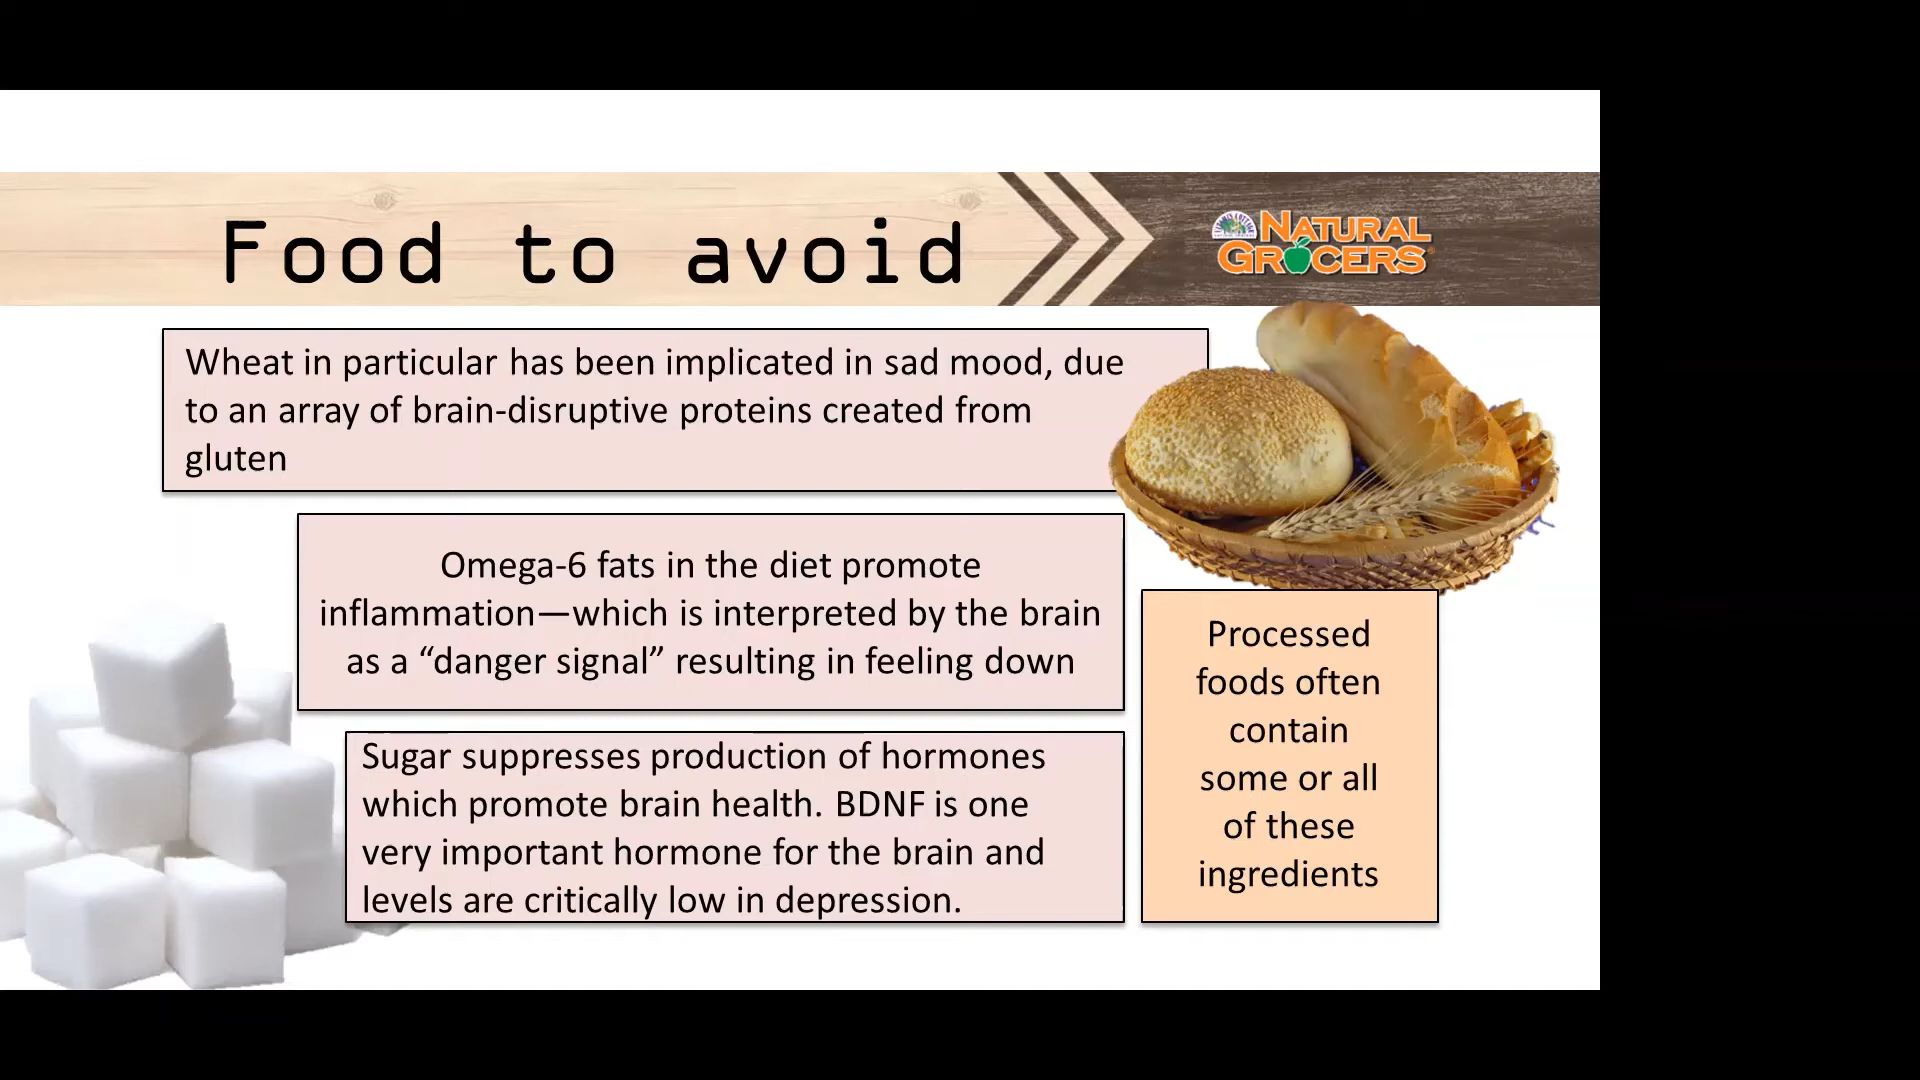 Food to avoid
NATURAL
GROCERS
Wheat in particular has been implicated in sad mood, due
to an array of brain-disruptive proteins created from
gluten
Omega-6 fats in the diet promote
inflammation—which is interpreted by the brain
as a “danger signal” resulting in feeling down
Sugar suppresses production of hormones
which promote brain health. BDNF is one
very important hormone for the brain and
levels are critically low in depression.
Processed
foods often
contain
some or all
of these
ingredients